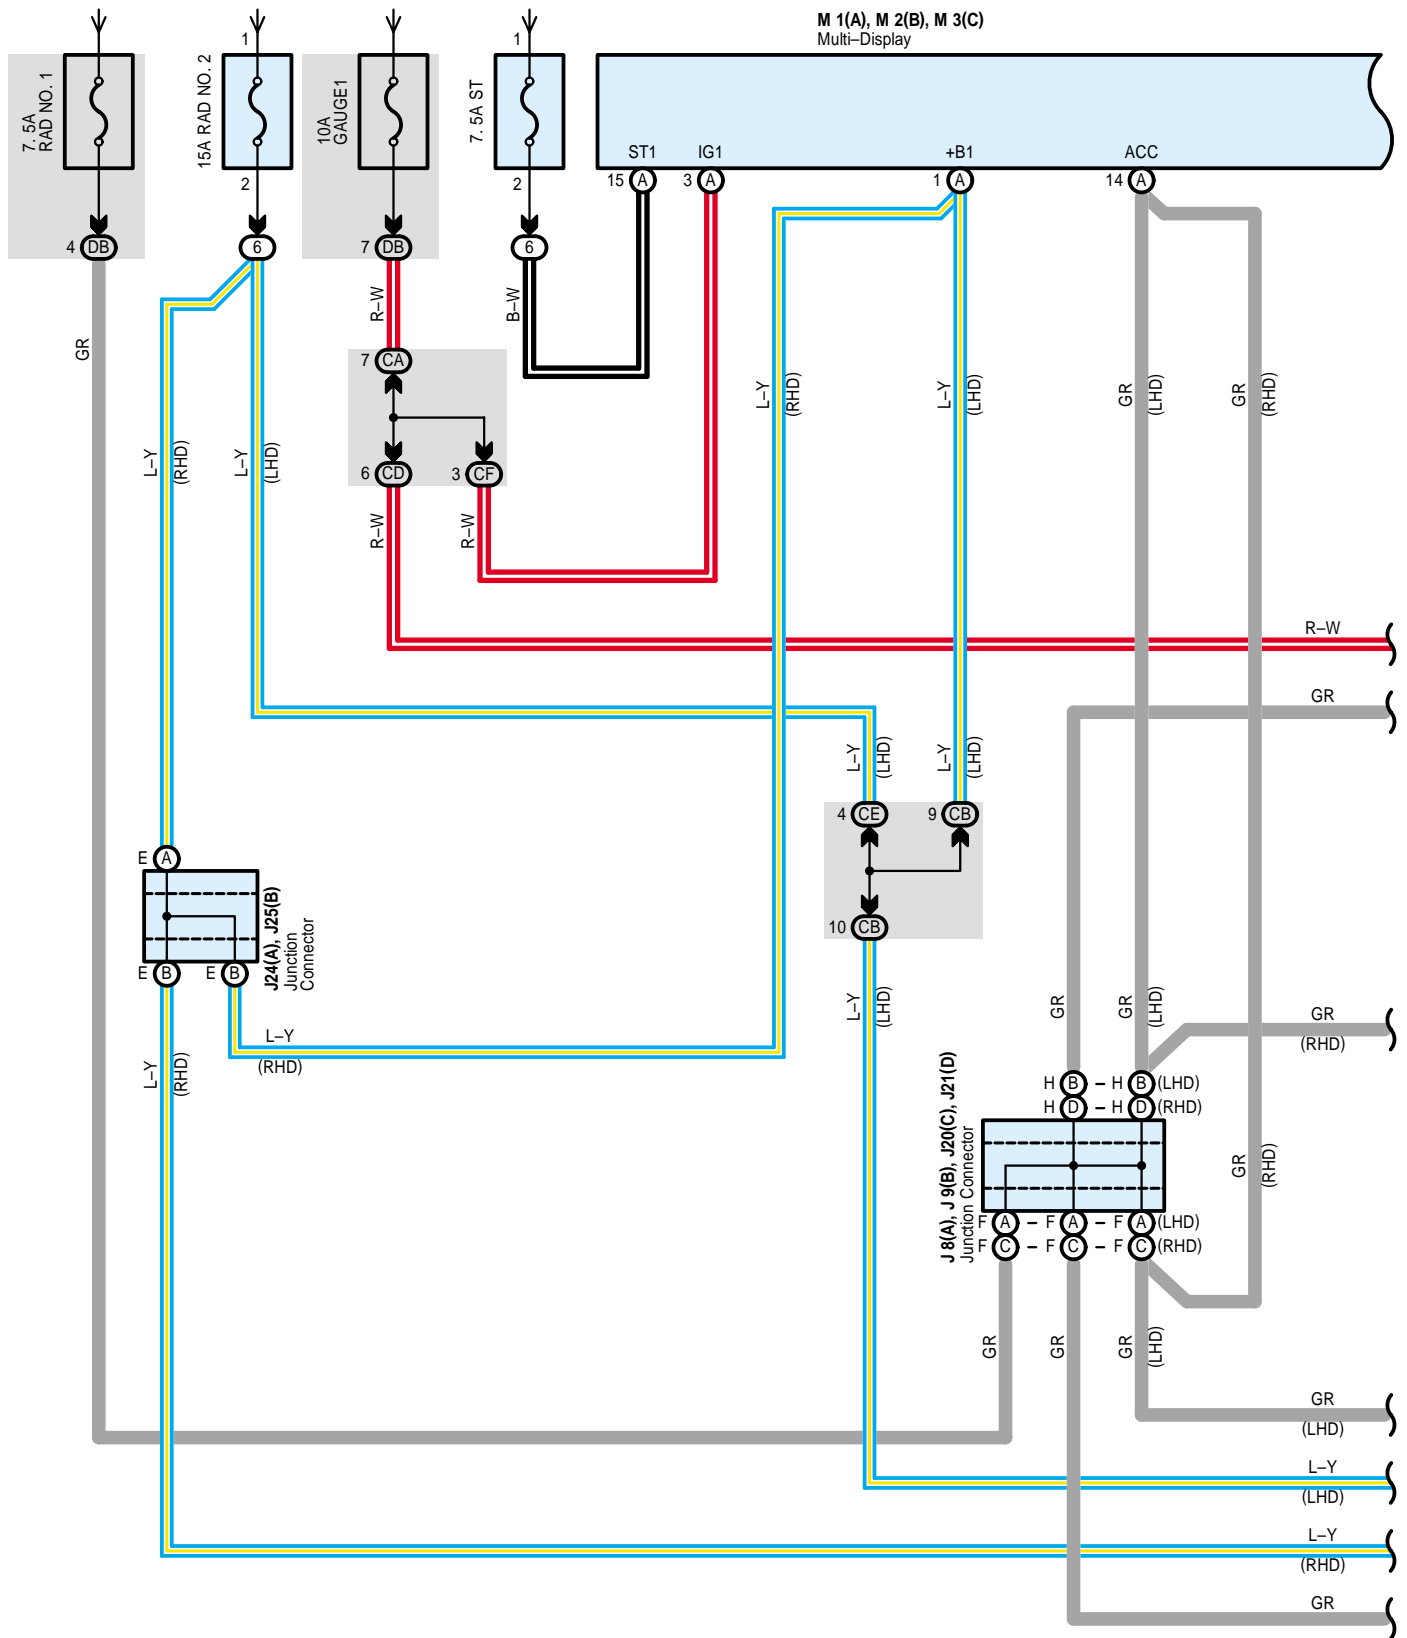 M 1(A), M 2(B), M 3(C)
Multi–Display
7. 5A
RAD NO. 1
1
15A RAD NO. 2
2
10A
GAUGE1
1
7. 5A ST
2
ST1
IG1
+B1
ACC
15 A
3 A
1 A
14 A
4 DB
6
7 DB
6
GR
R–W
B–W
7 CA
6 CD
3 CF
L–Y
(RHD)
L–Y
(LHD)
L–Y
(RHD)
L–Y
(LHD)
GR
(LHD)
GR
(RHD)
R–W
R–W
R–W
GR
L–Y
(LHD)
L–Y
(LHD)
4 CE
9 CB
10 CB
E A
E B
E B
J24(A), J25(B)
Junction
Connector
L–Y
(RHD)
L–Y
(RHD)
L–Y
(LHD)
GR
GR
(LHD)
GR
(RHD)
H B – H B (LHD)
H D – H D (RHD)
J 8(A), J 9(B), J20(C), J21(D)
Junction Connector
GR
(RHD)
F A – F A – F A (LHD)
F C – F C – F C (RHD)
GR
GR
GR
(LHD)
GR
(LHD)
L–Y
(LHD)
L–Y
(RHD)
GR